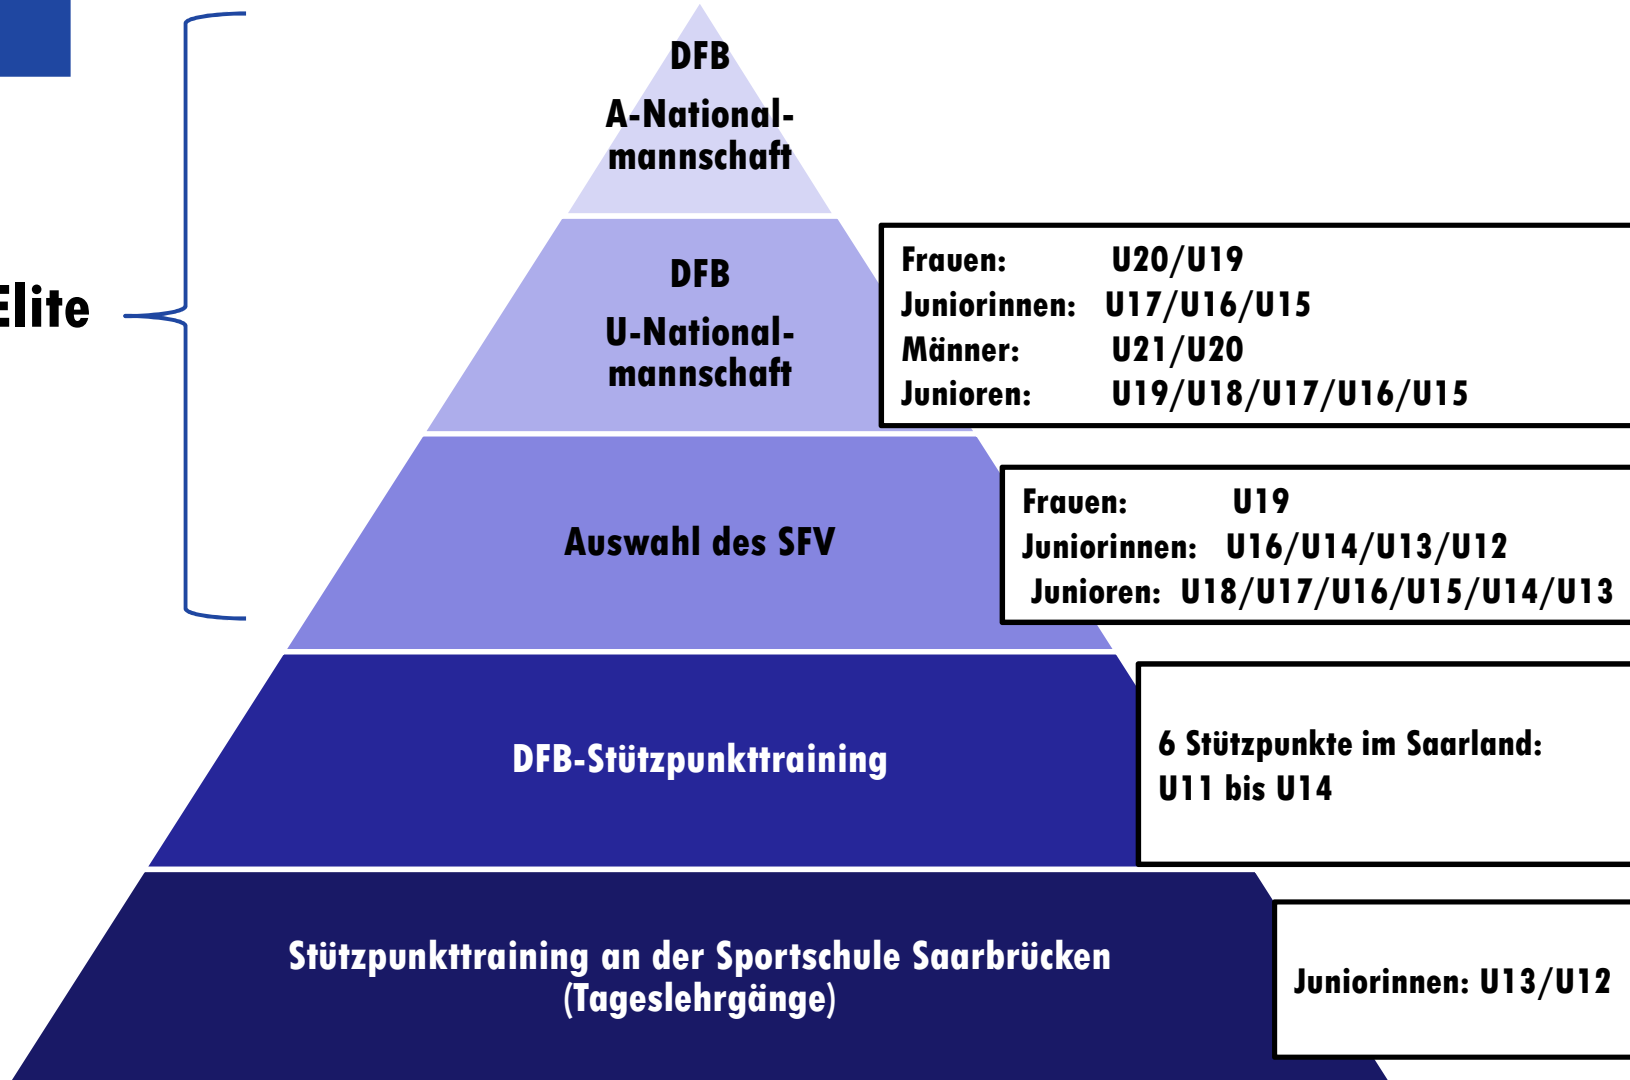 DFB
A-National-
mannschaft
Elite
DFB
U-National-
mannschaft
Frauen: U20/U19
Juniorinnen: U17/U16/U15
Männer: U21/U20
Junioren: U19/U18/U17/U16/U15
Auswahl des SFV
Frauen: U19
Juniorinnen: U16/U14/U13/U12
Junioren: U18/U17/U16/U15/U14/U13
DFB-Stützpunkttraining
6 Stützpunkte im Saarland:
U11 bis U14
Stützpunkttraining an der Sportschule Saarbrücken
(Tageslehrgänge)
Juniorinnen: U13/U12